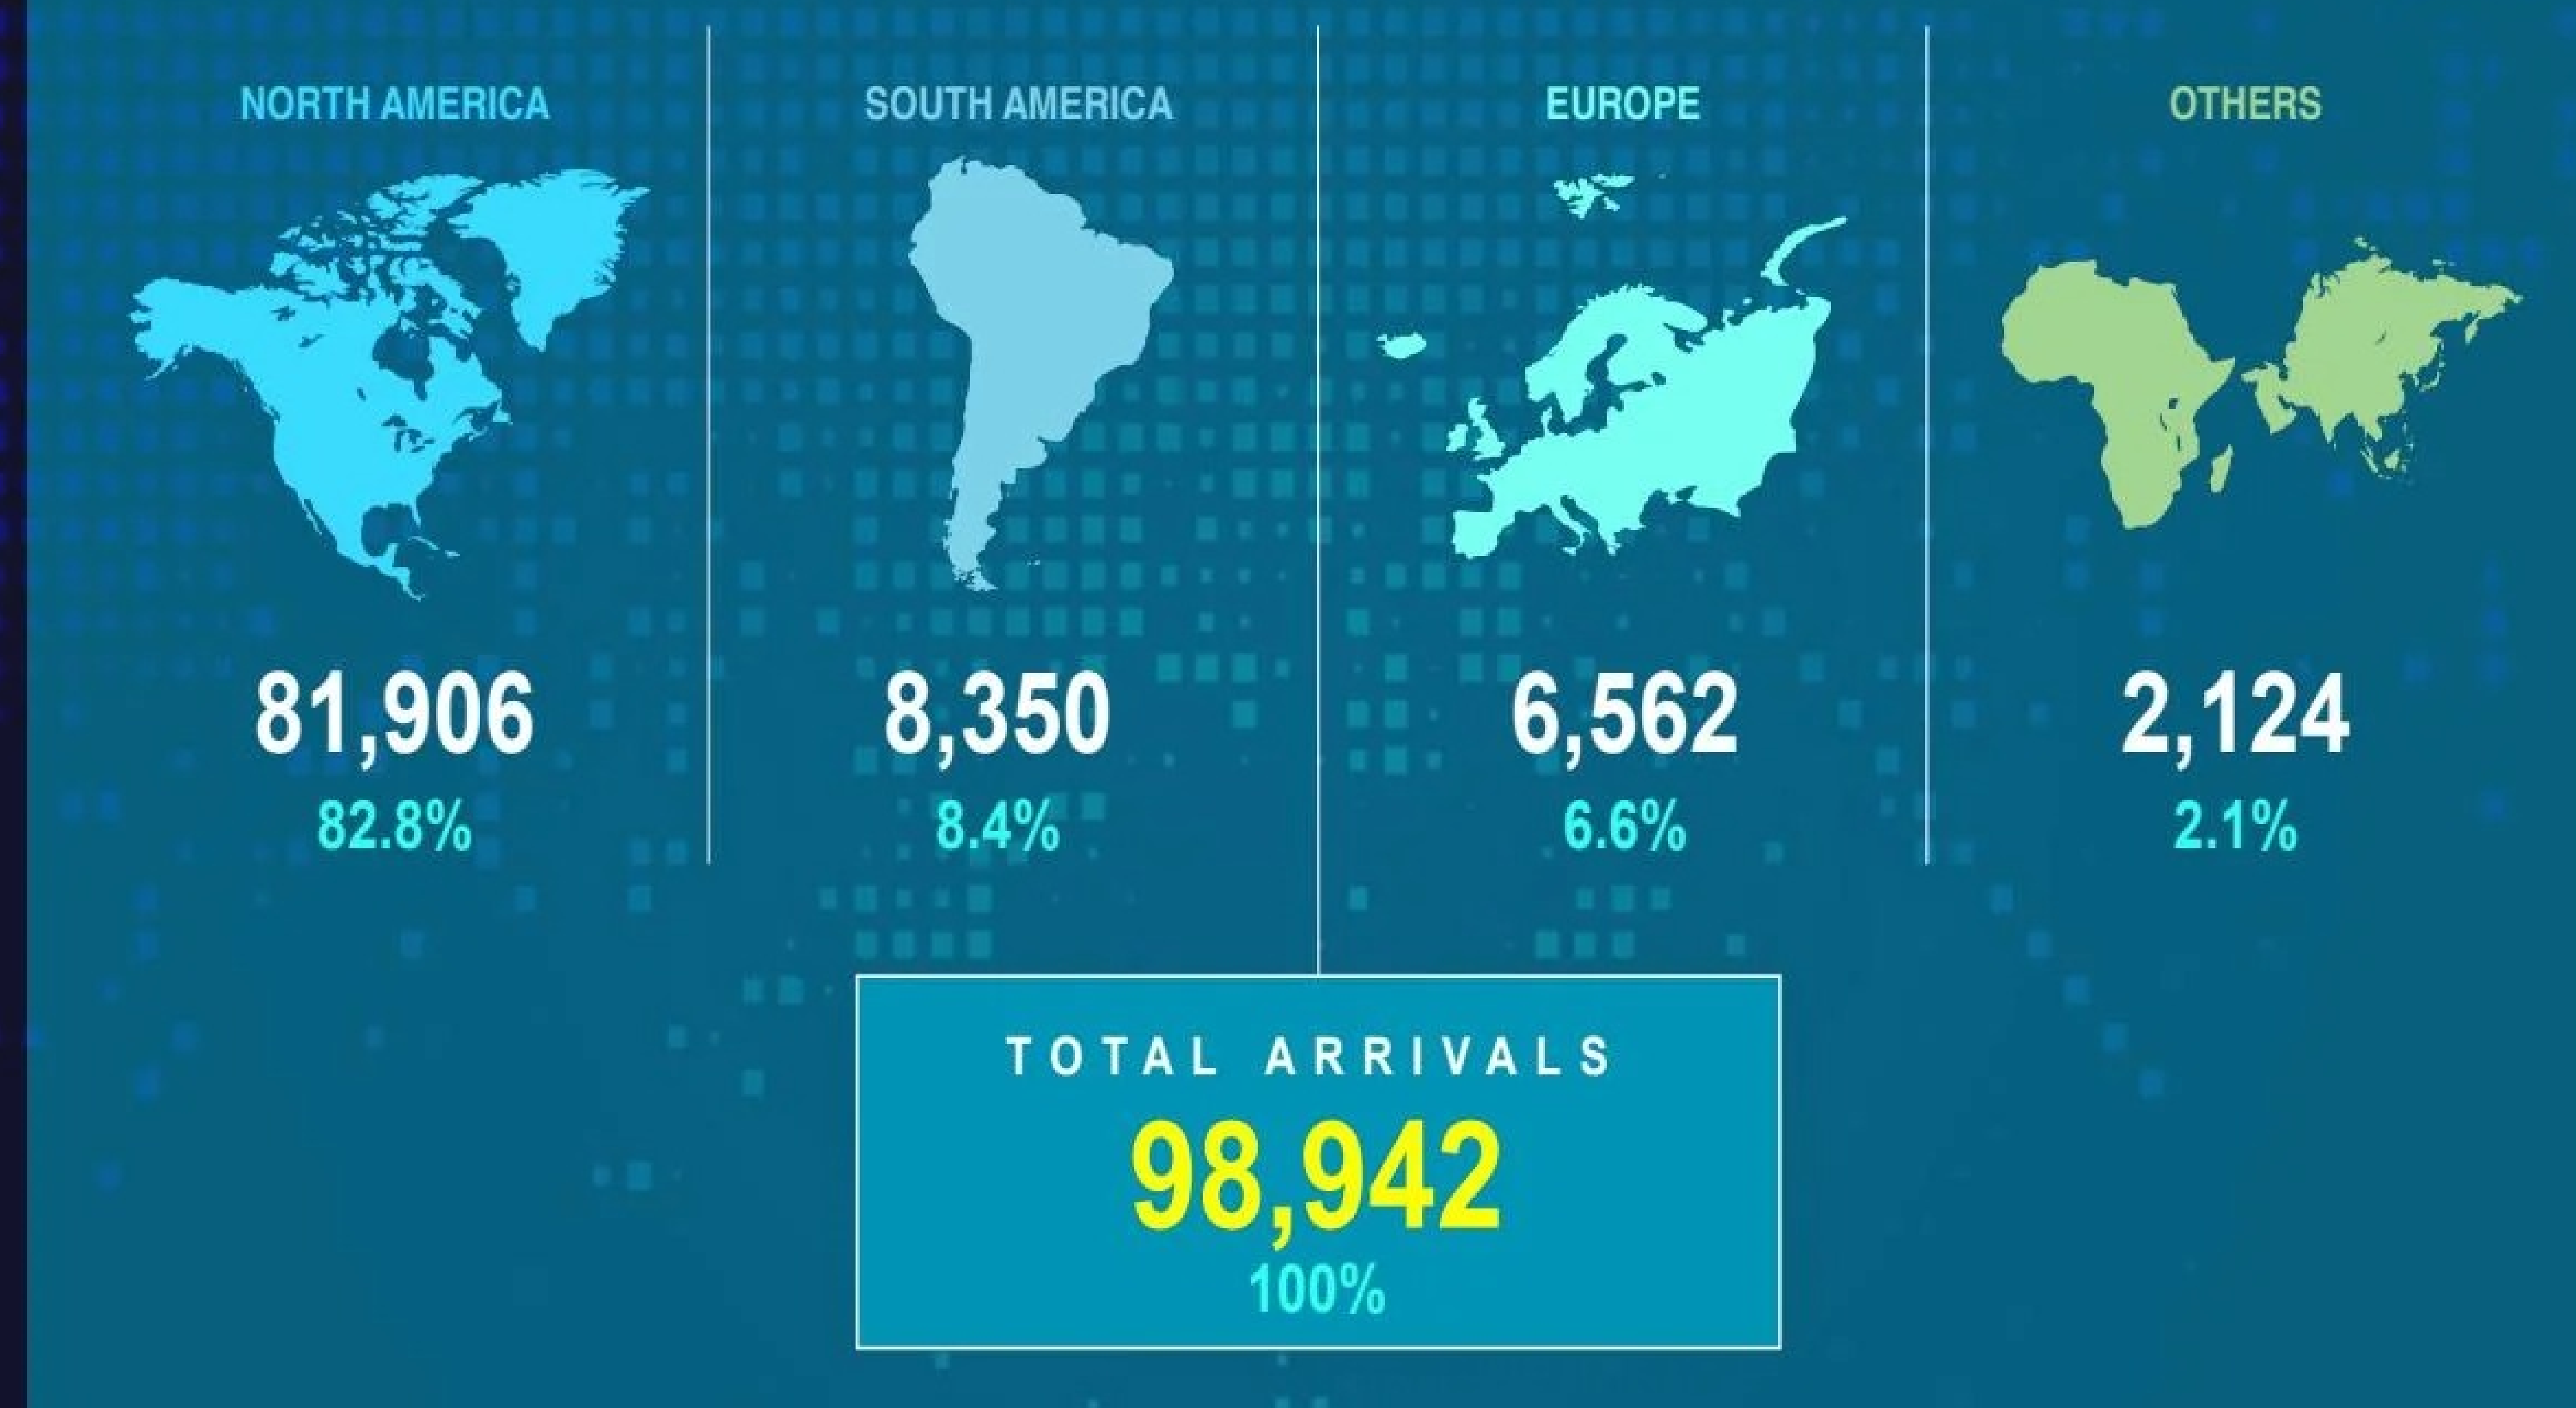 NORTH AMERICA
81,906
82.8%
SOUTH AMERICA
8,350
8.4%
EUROPE
6,562
6.6%
OTHERS
2,124
2.1%
TOTAL ARRIVALS
98,942
100%